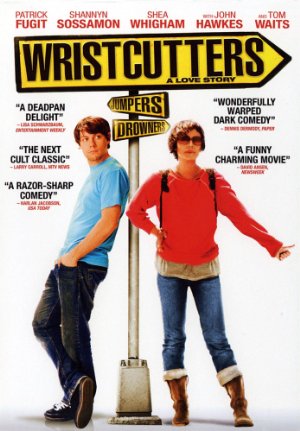 PATRICK FUGIT
SHANNYN SOSSAMON
SHEA WHIGHAM
WITH JOHN HAWKES
AND TOM WAITS
WRISTCUTTERS
A LOVE STORY
JUMPERS
DROWNERS
"A DEADPAN
DELIGHT"
– LISA SCHWARZBAUM,
ENTERTAINMENT WEEKLY
"THE NEXT
CULT CLASSIC"
– LARRY CARROLL, MTV NEWS
"A RAZOR-SHARP
COMEDY"
– HARLAN JACOBSON,
USA TODAY
"WONDERFULLY
WARPED
DARK COMEDY"
– DENNIS DERMODY, PAPER
"A FUNNY
CHARMING MOVIE"
– DAVID ANSEN,
NEWSWEEK